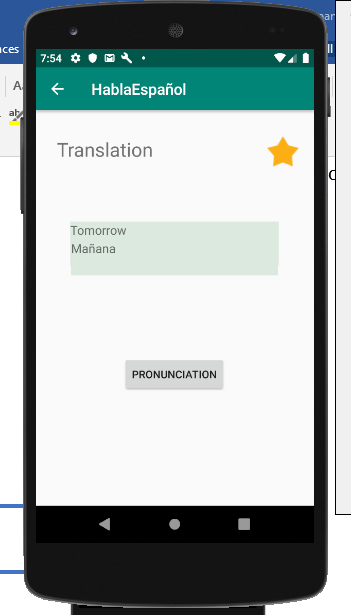 7:54
HablaEspañol
Translation
Tomorrow
Mañana
PRONUNCIATION